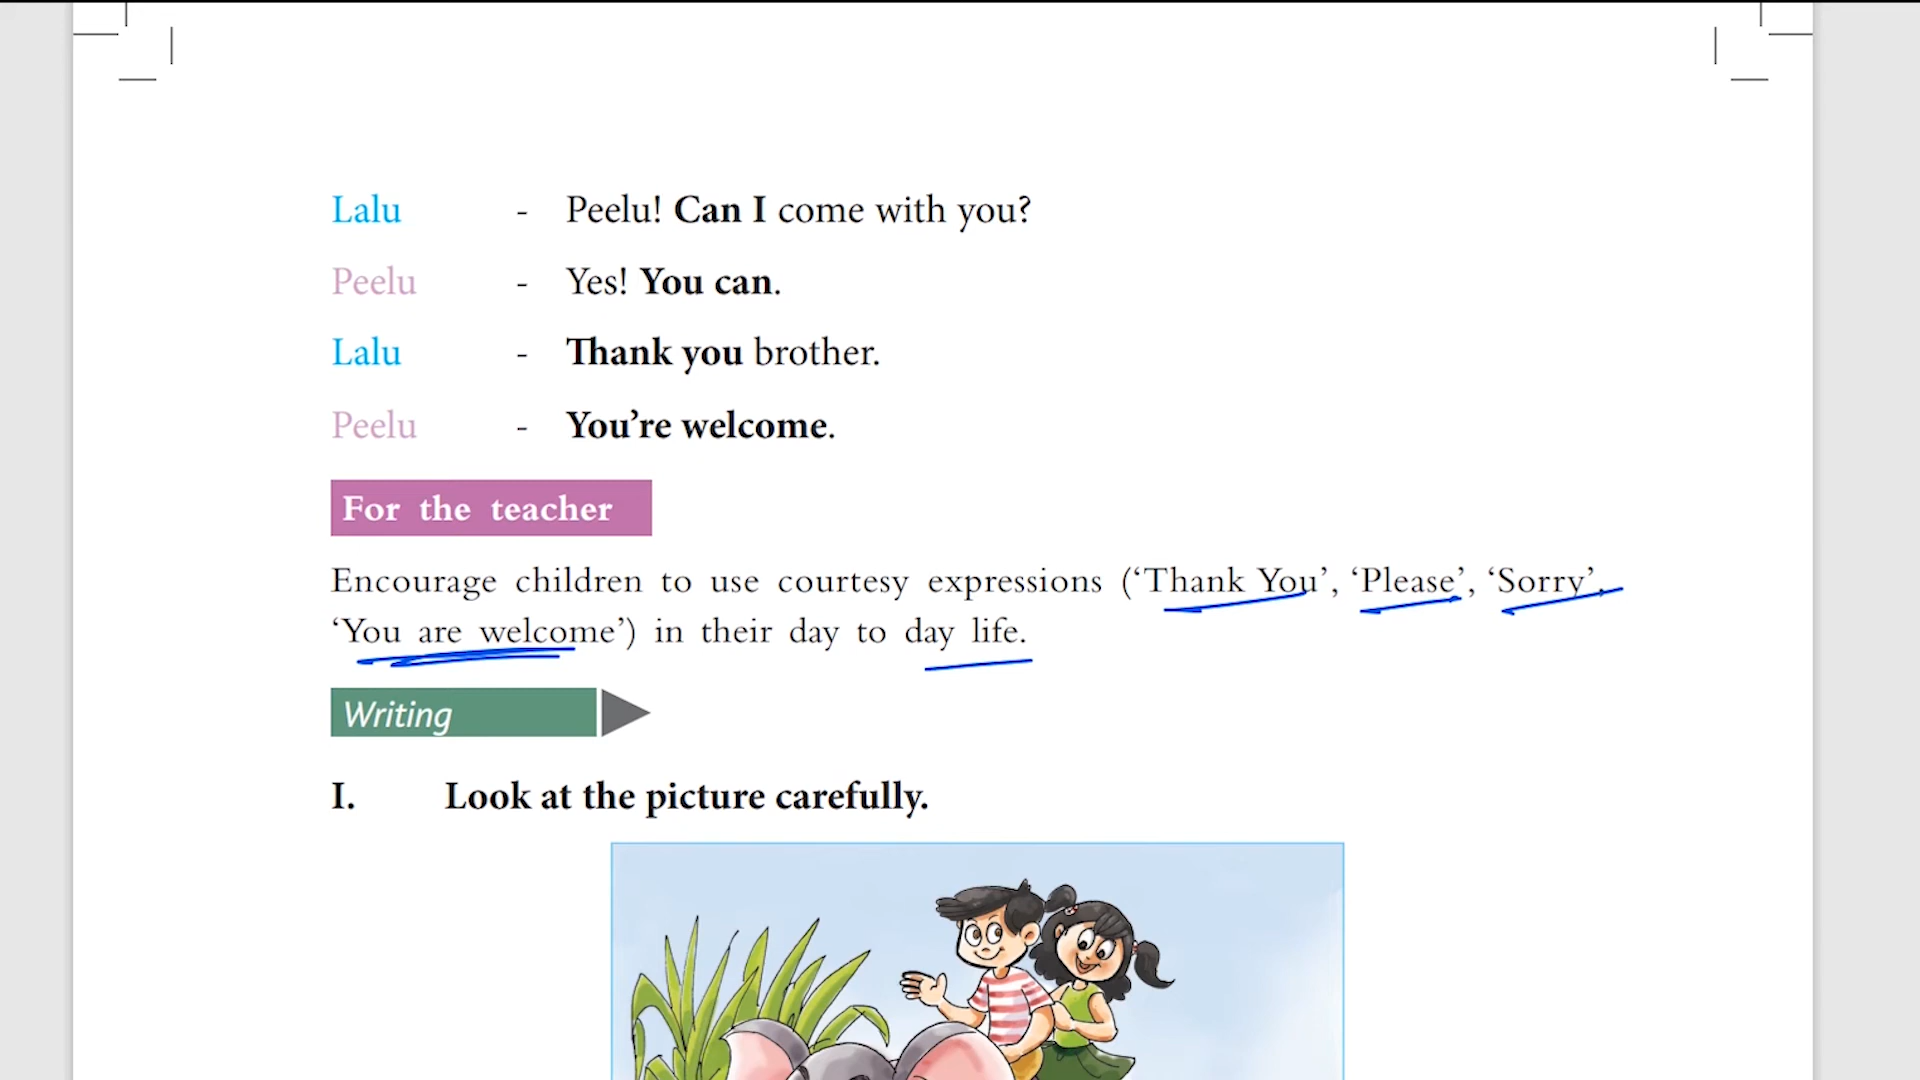 Lalu - Peelu! Can I come with you?
Peelu - Yes! You can.
Lalu - Thank you brother.
Peelu - You’re welcome.
For the teacher
Encourage children to use courtesy expressions (‘Thank You’, ‘Please’, ‘Sorry’,
‘You are welcome’) in their day to day life.
Writing
I. Look at the picture carefully.